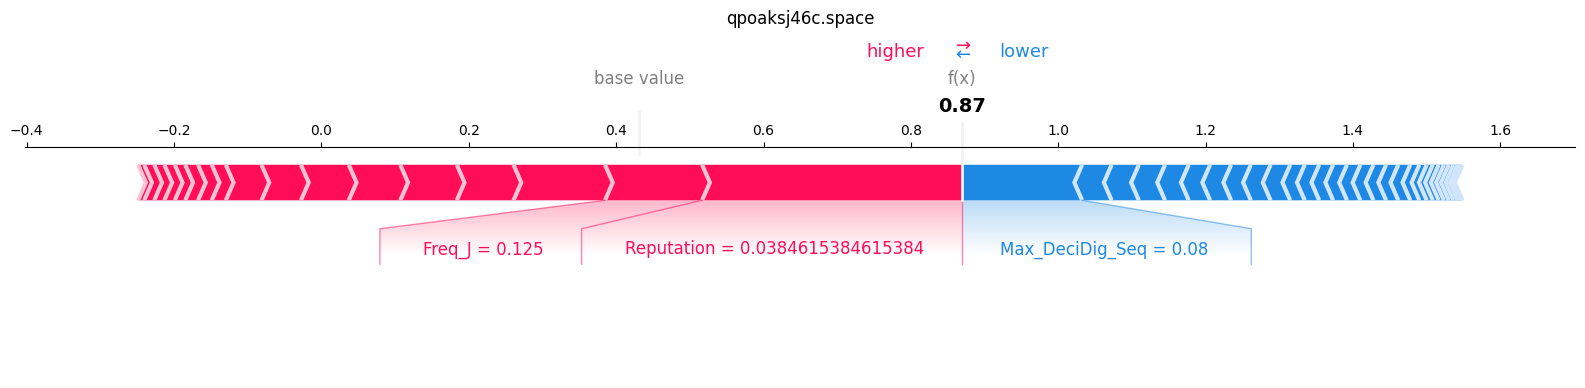 qpoaksj46c.space
higher ⇄ lower
base value f(x)
0.87
−0.4 −0.2 0.0 0.2 0.4 0.6 0.8 1.0 1.2 1.4 1.6
Freq_J = 0.125 Reputation = 0.0384615384615384 Max_DeciDig_Seq = 0.08